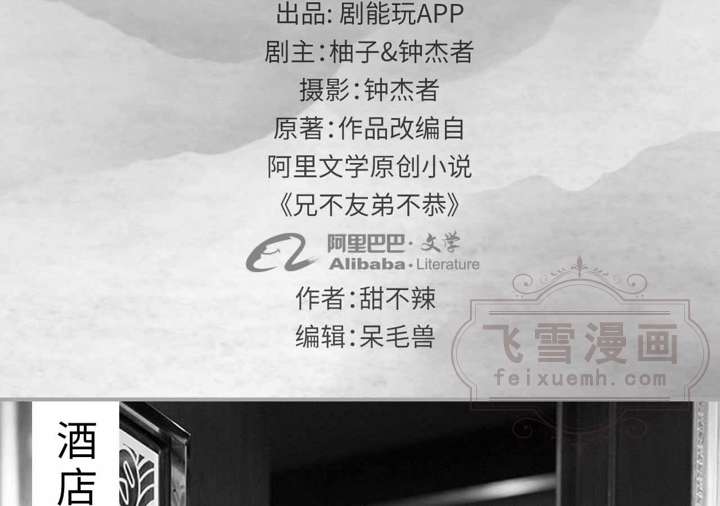 出品: 剧能玩APP
剧主:柚子&钟杰者
摄影:钟杰者
原著:作品改编自
阿里文学原创小说
《兄不友弟不恭》
阿里巴巴·文学
Alibaba·Literature
作者:甜不辣
编辑:呆毛兽
飞雪漫画
feixuemh.com
酒店